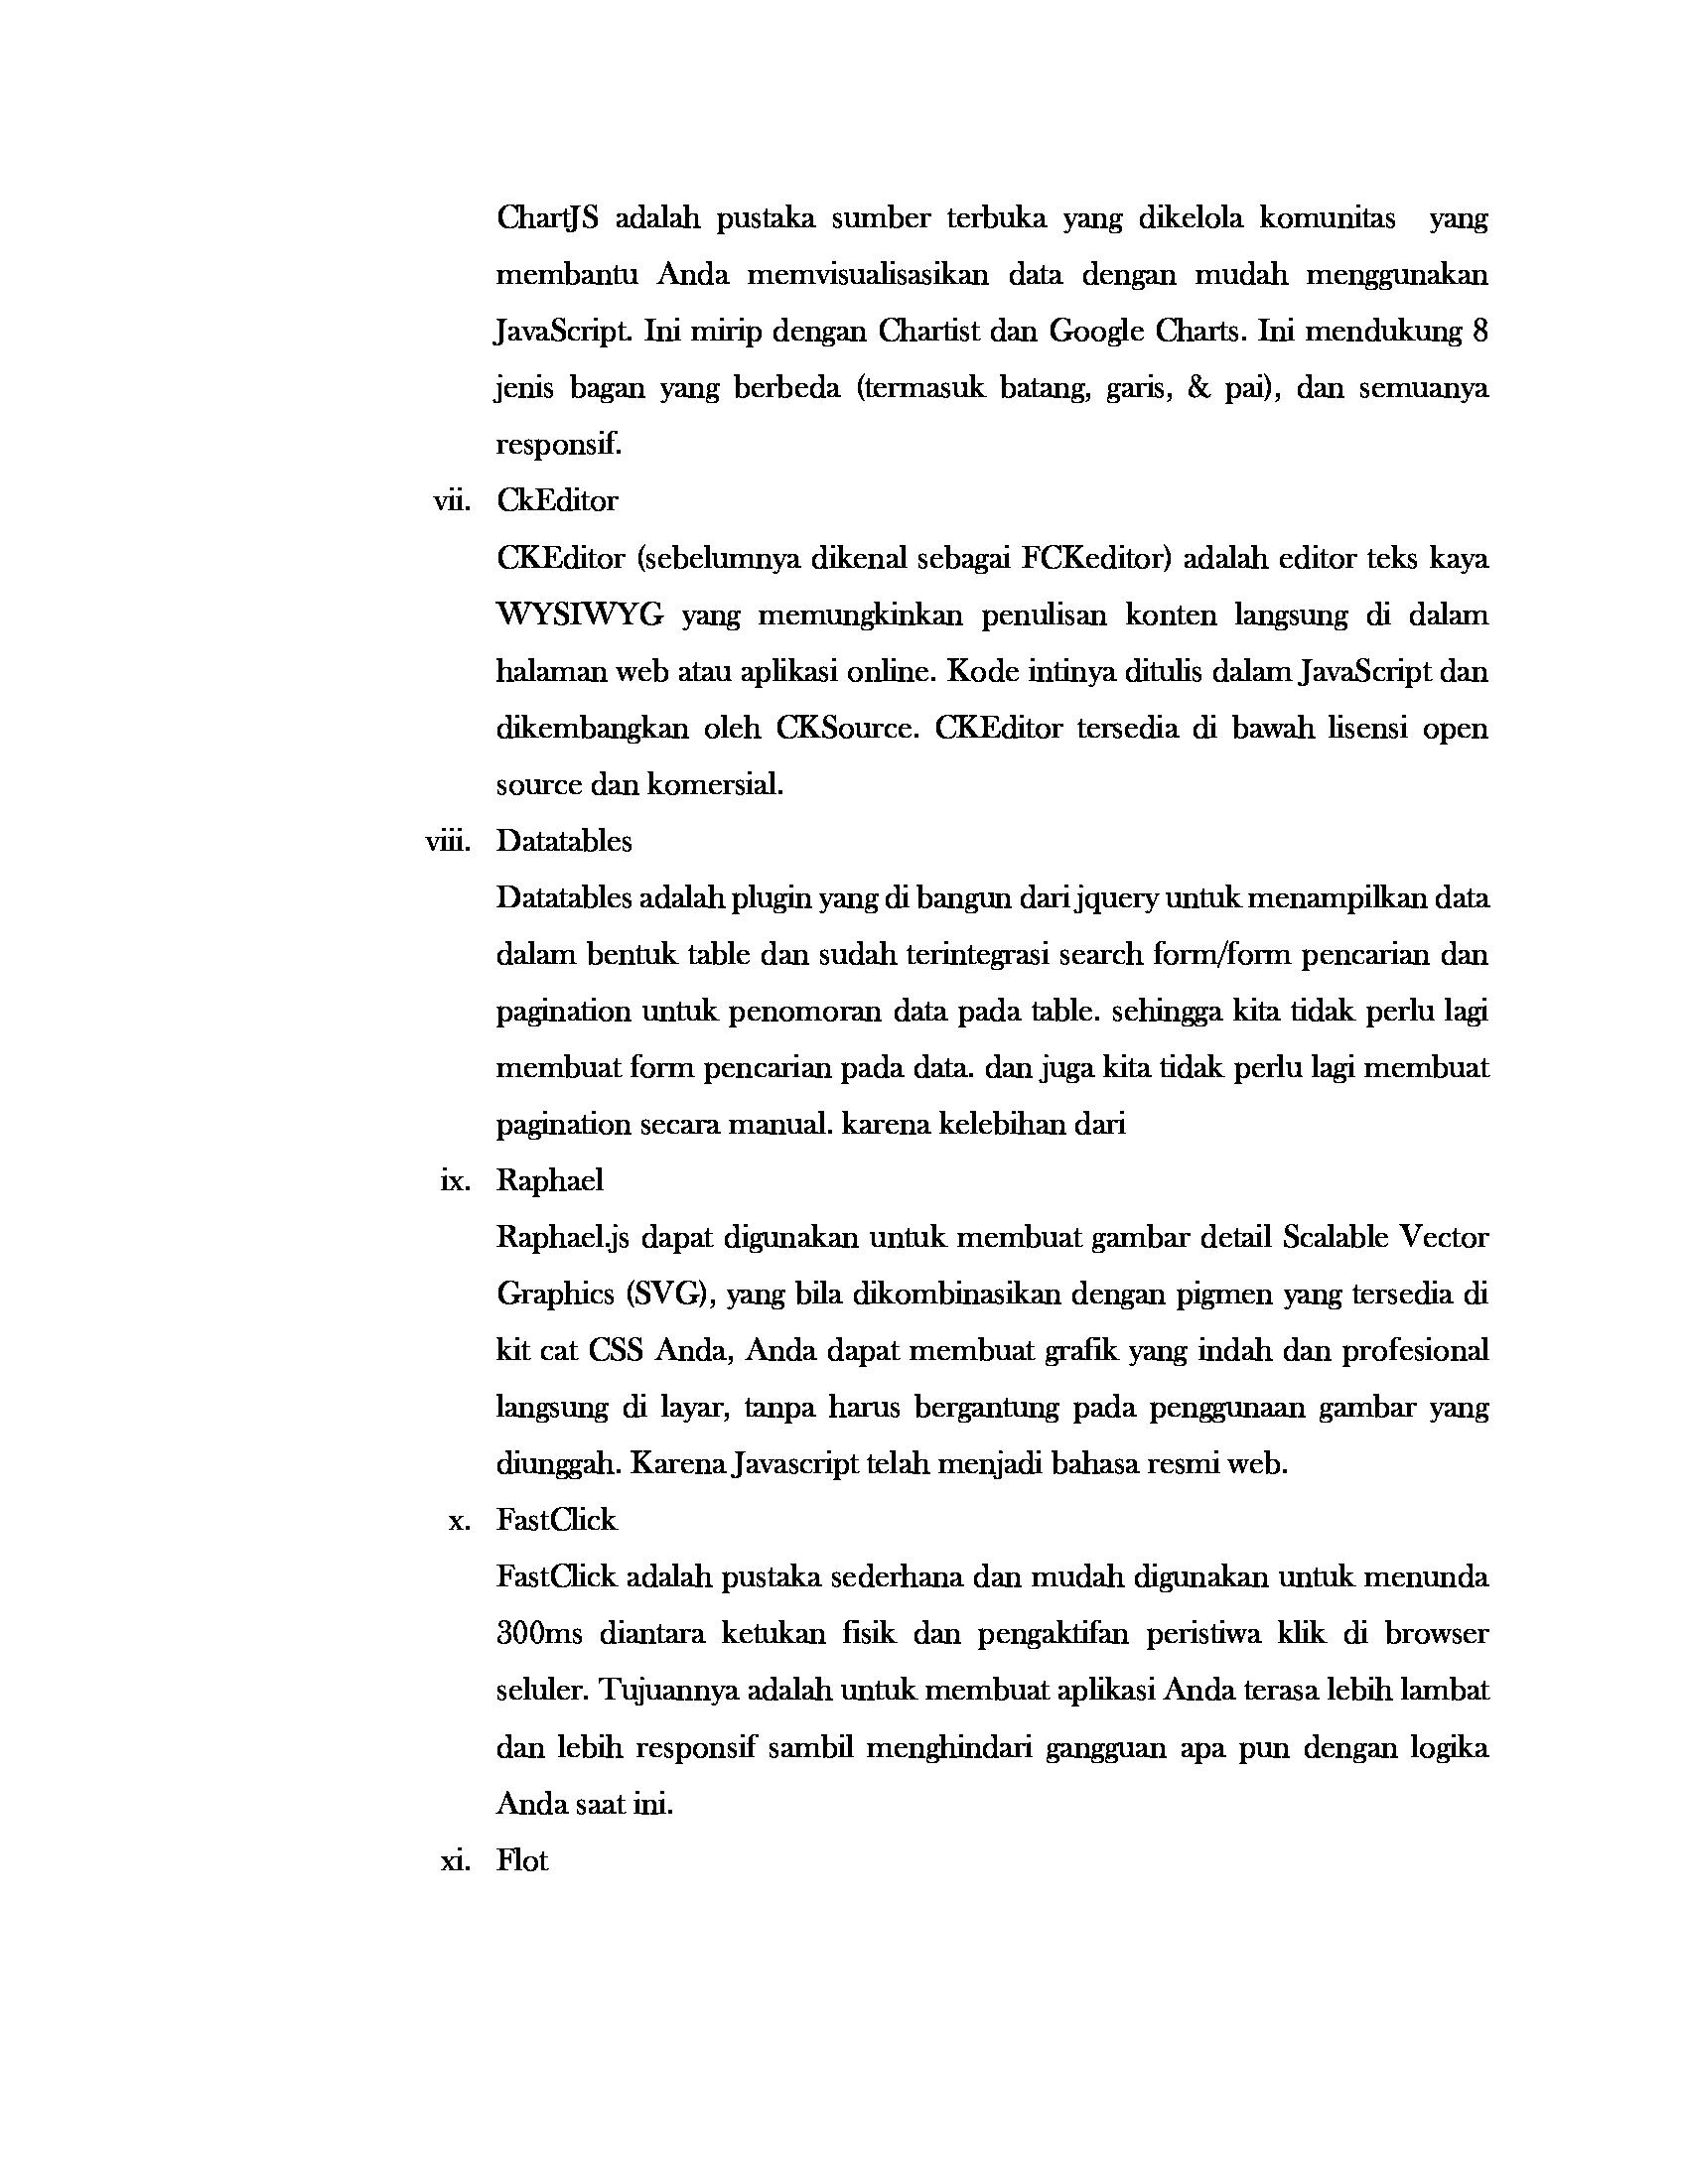 ChartJS adalah pustaka sumber terbuka yang dikelola komunitas yang
membantu Anda memvisualisasikan data dengan mudah menggunakan
JavaScript. Ini mirip dengan Chartist dan Google Charts. Ini mendukung 8
jenis bagan yang berbeda (termasuk batang, garis, & pai), dan semuanya
responsif.
vii. CkEditor
CKEditor (sebelumnya dikenal sebagai FCKeditor) adalah editor teks kaya
WYSIWYG yang memungkinkan penulisan konten langsung di dalam
halaman web atau aplikasi online. Kode intinya ditulis dalam JavaScript dan
dikembangkan oleh CKSource. CKEditor tersedia di bawah lisensi open
source dan komersial.
viii. Datatables
Datatables adalah plugin yang di bangun dari jquery untuk menampilkan data
dalam bentuk table dan sudah terintegrasi search form/form pencarian dan
pagination untuk penomoran data pada table. sehingga kita tidak perlu lagi
membuat form pencarian pada data. dan juga kita tidak perlu lagi membuat
pagination secara manual. karena kelebihan dari
ix. Raphael
Raphael.js dapat digunakan untuk membuat gambar detail Scalable Vector
Graphics (SVG), yang bila dikombinasikan dengan pigmen yang tersedia di
kit cat CSS Anda, Anda dapat membuat grafik yang indah dan profesional
langsung di layar, tanpa harus bergantung pada penggunaan gambar yang
diunggah. Karena Javascript telah menjadi bahasa resmi web.
x. FastClick
FastClick adalah pustaka sederhana dan mudah digunakan untuk menunda
300ms diantara ketukan fisik dan pengaktifan peristiwa klik di browser
seluler. Tujuannya adalah untuk membuat aplikasi Anda terasa lebih lambat
dan lebih responsif sambil menghindari gangguan apa pun dengan logika
Anda saat ini.
xi. Flot